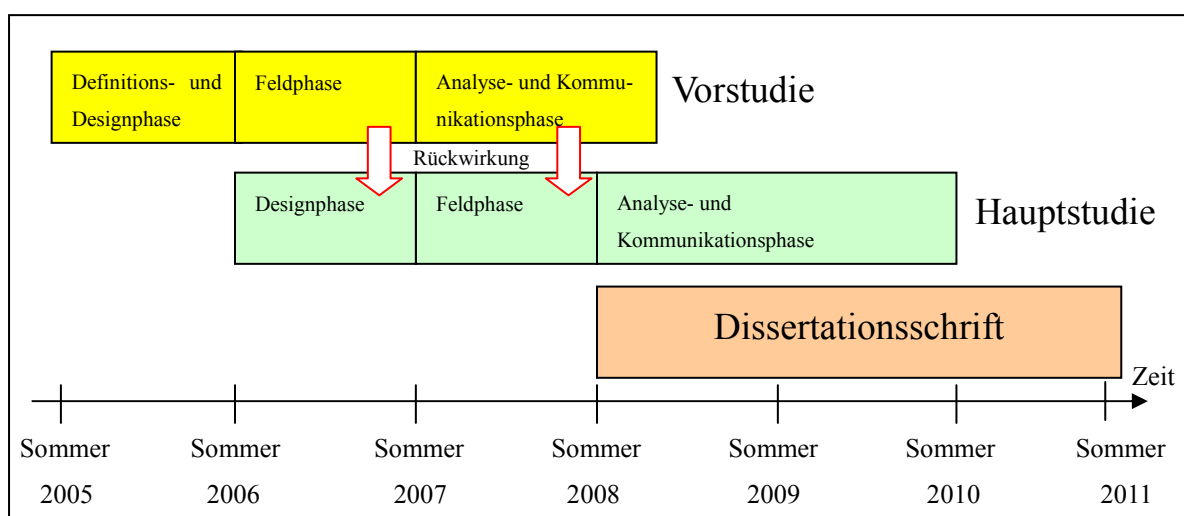 Definitions- und
Designphase
Feldphase
Analyse- und Kommu-
nikationsphase
Vorstudie
Rückwirkung
Designphase
Feldphase
Analyse- und
Kommunikationsphase
Hauptstudie
Dissertationsschrift
Zeit
Sommer
2005
Sommer
2006
Sommer
2007
Sommer
2008
Sommer
2009
Sommer
2010
Sommer
2011